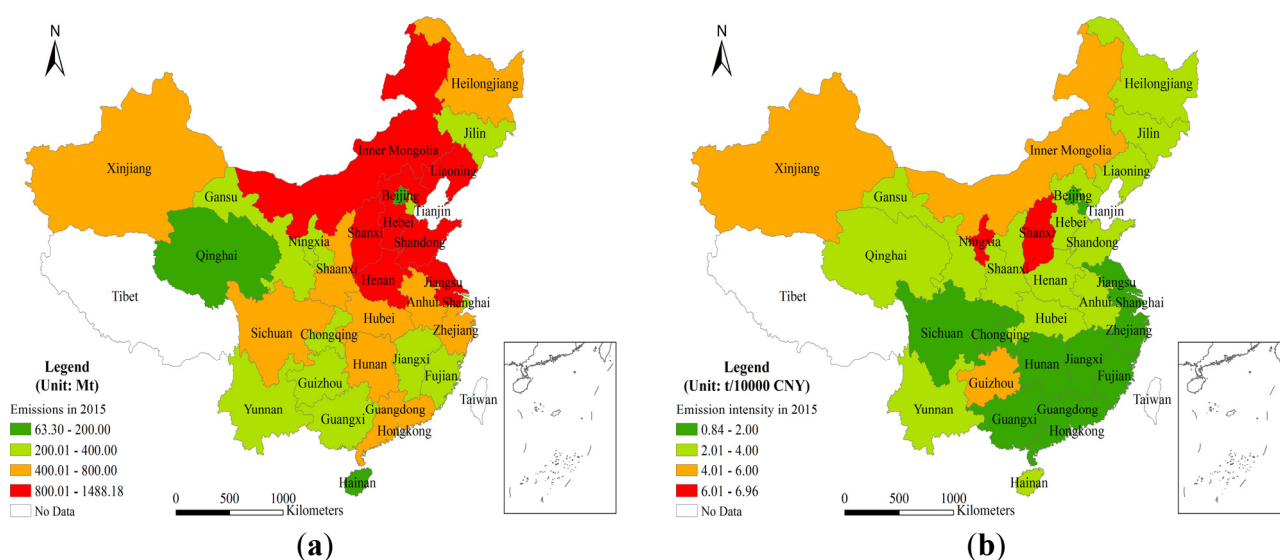 N
Heilongjiang
Jilin
Inner Mongolia
Liaoning
Xinjiang
Gansu
Beijing
Tianjin
Hebei
Shanxi
Shandong
Ningxia
Qinghai
Shaanxi
Henan
Jiangsu
Tibet
Anhui
Shanghai
Hubei
Sichuan
Chongqing
Zhejiang
Hunan
Jiangxi
Guizhou
Fujian
Yunnan
Guangxi
Guangdong
Taiwan
Hongkong
Hainan
Legend
(Unit: Mt)
Emissions in 2015
63.30 - 200.00
200.01 - 400.00
400.01 - 800.00
800.01 - 1488.18
No Data
0 500 1000
Kilometers
(a)
N
Heilongjiang
Jilin
Inner Mongolia
Liaoning
Xinjiang
Gansu
Beijing
Tianjin
Hebei
Shanxi
Shandong
Ningxia
Qinghai
Shaanxi
Henan
Jiangsu
Tibet
Anhui
Shanghai
Hubei
Sichuan
Chongqing
Zhejiang
Hunan
Jiangxi
Guizhou
Fujian
Yunnan
Guangxi
Guangdong
Taiwan
Hongkong
Hainan
Legend
(Unit: t/10000 CNY)
Emission intensity in 2015
0.84 - 2.00
2.01 - 4.00
4.01 - 6.00
6.01 - 6.96
No Data
0 500 1000
Kilometers
(b)